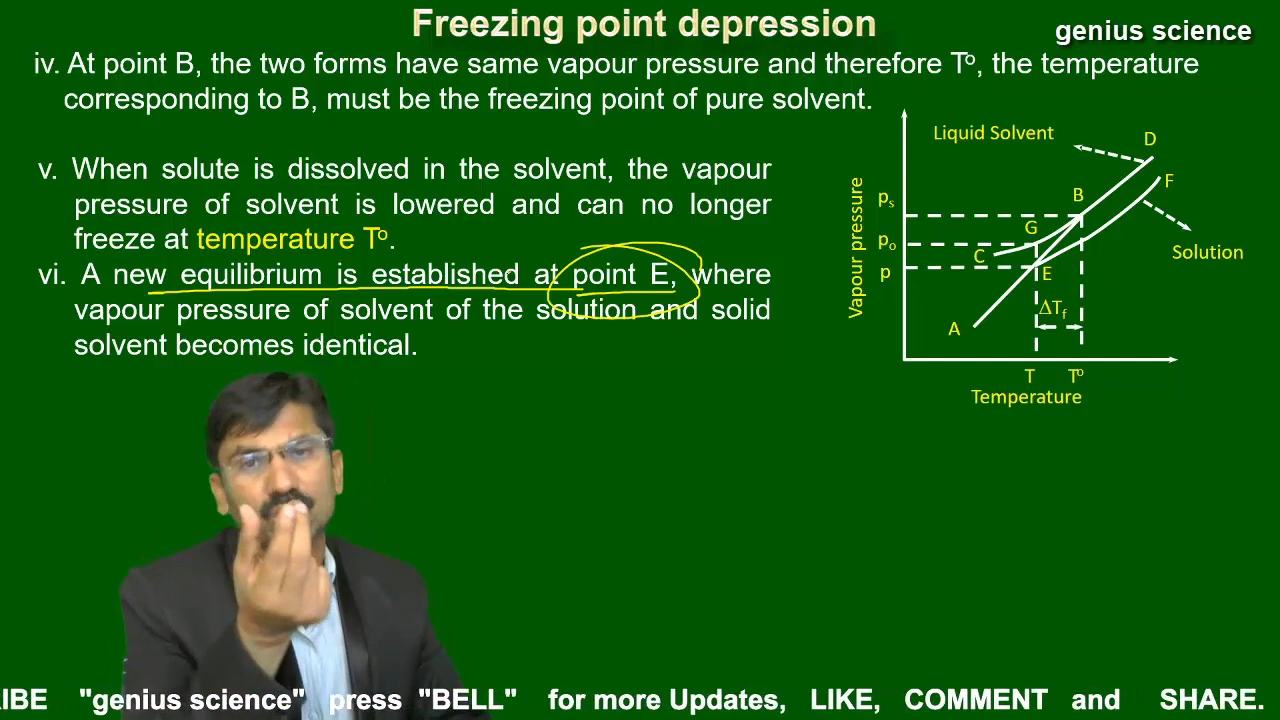 Freezing point depression
genius science
iv. At point B, the two forms have same vapour pressure and therefore Tᵒ, the temperature
corresponding to B, must be the freezing point of pure solvent.
v. When solute is dissolved in the solvent, the vapour
pressure of solvent is lowered and can no longer
freeze at temperature Tᵒ.
vi. A new equilibrium is established at point E, where
vapour pressure of solvent of the solution and solid
solvent becomes identical.
Liquid Solvent
D
F
B
pₛ
G
pₒ
C
Solution
p
E
Vapour pressure
ΔTf
A
T Tᵒ
Temperature
IBE "genius science" press "BELL" for more Updates, LIKE, COMMENT and SHARE.